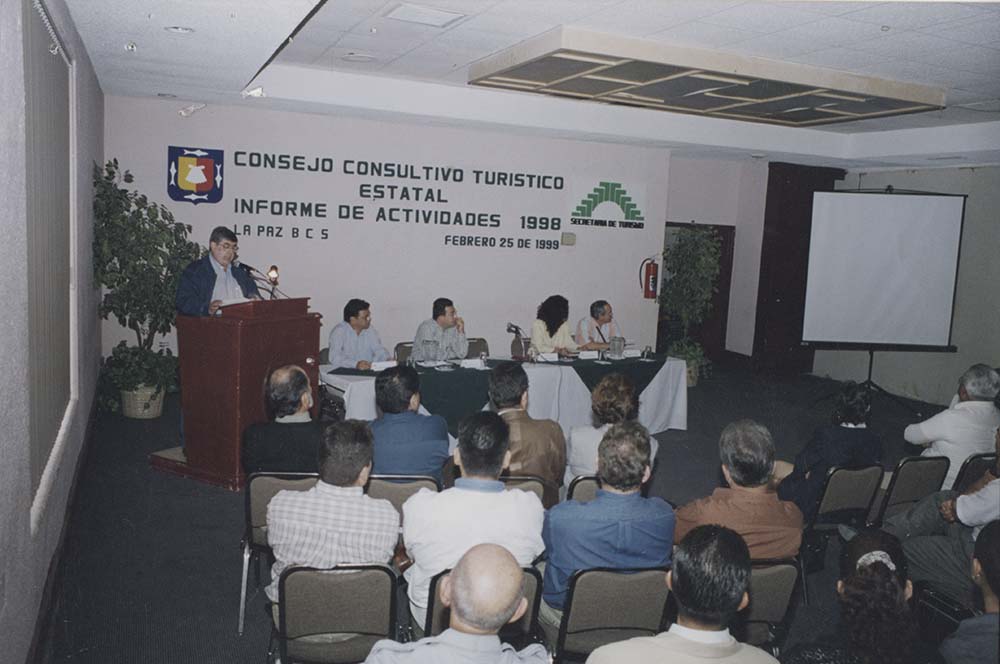 CONSEJO CONSULTIVO TURISTICO
ESTATAL
INFORME DE ACTIVIDADES 1998
LA PAZ B C S
FEBRERO 25 DE 1999
SECRETARIA DE TURISMO